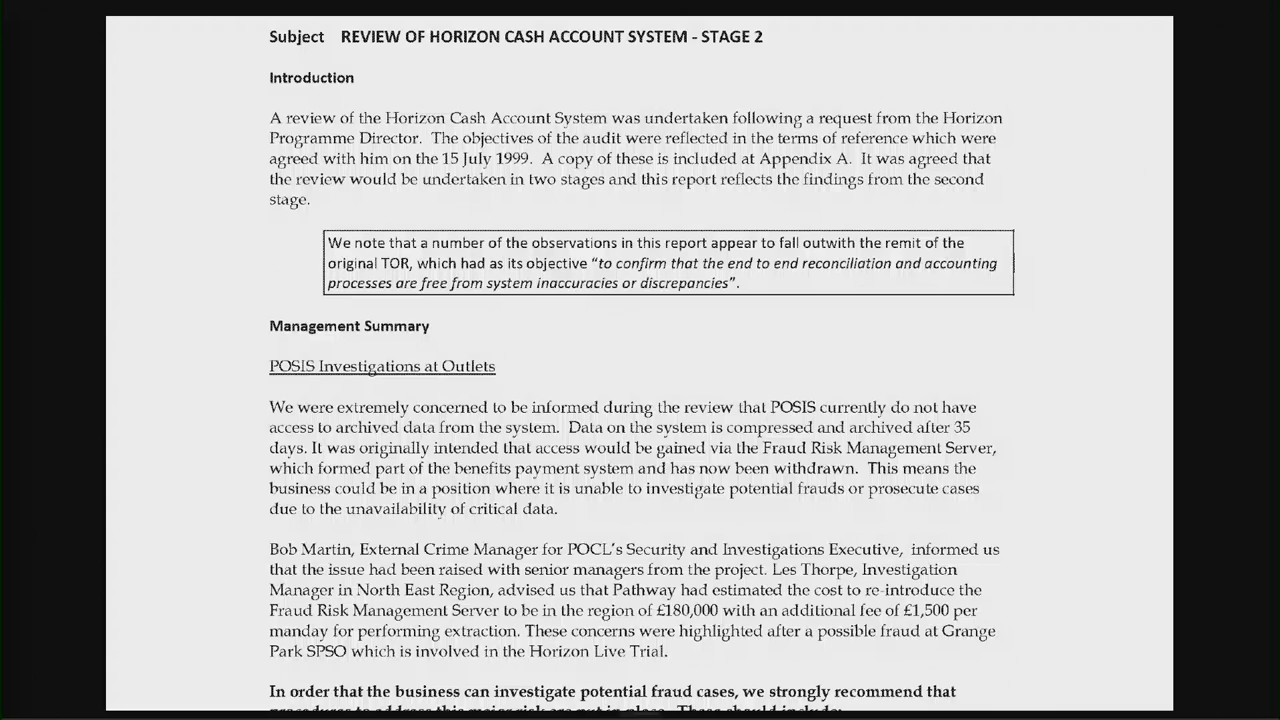 Subject REVIEW OF HORIZON CASH ACCOUNT SYSTEM - STAGE 2
Introduction
A review of the Horizon Cash Account System was undertaken following a request from the Horizon
Programme Director. The objectives of the audit were reflected in the terms of reference which were
agreed with him on the 15 July 1999. A copy of these is included at Appendix A. It was agreed that
the review would be undertaken in two stages and this report reflects the findings from the second
stage.
We note that a number of the observations in this report appear to fall outwith the remit of the
original TOR, which had as its objective “to confirm that the end to end reconciliation and accounting
processes are free from system inaccuracies or discrepancies”.
Management Summary
POSIS Investigations at Outlets
We were extremely concerned to be informed during the review that POSIS currently do not have
access to archived data from the system. Data on the system is compressed and archived after 35
days. It was originally intended that access would be gained via the Fraud Risk Management Server,
which formed part of the benefits payment system and has now been withdrawn. This means the
business could be in a position where it is unable to investigate potential frauds or prosecute cases
due to the unavailability of critical data.
Bob Martin, External Crime Manager for POCL’s Security and Investigations Executive, informed us
that the issue had been raised with senior managers from the project. Les Thorpe, Investigation
Manager in North East Region, advised us that Pathway had estimated the cost to re-introduce the
Fraud Risk Management Server to be in the region of £180,000 with an additional fee of £1,500 per
manday for performing extraction. These concerns were highlighted after a possible fraud at Grange
Park SPSO which is involved in the Horizon Live Trial.
In order that the business can investigate potential fraud cases, we strongly recommend that
procedures to address this major risk are put in place. These should include: